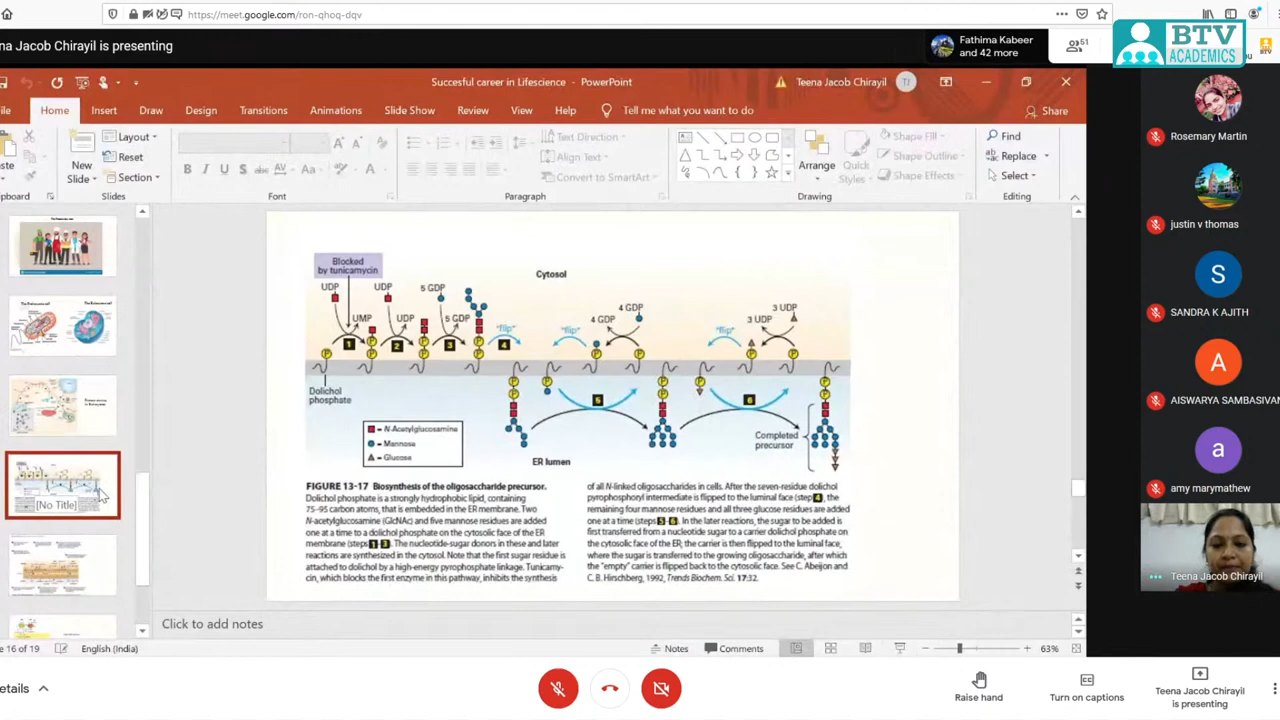 https://meet.google.com/ron-qhoq-dqv
na Jacob Chirayil is presenting
Fathima Kabeer
and 42 more
51
BTV
ACADEMICS
Succesful career in Lifescience - PowerPoint
Teena Jacob Chirayil
TJ
Home
Insert
Draw
Design
Transitions
Animations
Slide Show
Review
View
Help
Tell me what you want to do
Share
New
Slide
Layout
Reset
Section
Slides
Font
Text Direction
Align Text
Convert to SmartArt
Paragraph
Arrange
Quick
Styles
Shape Fill
Shape Outline
Shape Effects
Drawing
Find
Replace
Select
Editing
[No Title]
Blocked
by tunicamycin
Cytosol
UDP
UMP
UDP
UDP
5 GDP
5 GDP
"flip"
"flip"
4 GDP
4 GDP
"flip"
3 UDP
3 UDP
1
2
3
4
5
6
Dolichol
phosphate
= N-Acetylglucosamine
= Mannose
= Glucose
ER lumen
Completed
precursor
FIGURE 13-17 Biosynthesis of the oligosaccharide precursor.
Dolichol phosphate is a strongly hydrophobic lipid, containing
75–95 carbon atoms, that is embedded in the ER membrane. Two
N-acetylglucosamine (GlcNAc) and five mannose residues are added
one at a time to a dolichol phosphate on the cytosolic face of the ER
membrane (steps 1-3). The nucleotide-sugar donors in these and later
reactions are synthesized in the cytosol. Note that the first sugar residue is
attached to dolichol by a high-energy pyrophosphate linkage. Tunicamy-
cin, which blocks the first enzyme in this pathway, inhibits the synthesis
of all N-linked oligosaccharides in cells. After the seven-residue dolichol
pyrophosphoryl intermediate is flipped to the luminal face (step 4), the
remaining four mannose and all three glucose residues are added
one at a time (steps 5-6). In the later reactions, the sugar to be added is
first transferred from a nucleotide sugar to a carrier dolichol phosphate
on the cytosolic face of the ER; the carrier is then flipped to the luminal face,
where the sugar is transferred to the growing oligosaccharide, after which
the "empty" carrier is flipped back to the cytosolic face. See C. Abeijon and
C. B. Hirschberg, 1992, Trends Biochem. Sci. 17:32.
Click to add notes
16 of 19
English (India)
Notes
Comments
63%
Rosemary Martin
justin v thomas
S
SANDRA K AJITH
A
AISWARYA SAMBASIVAN
a
amy marymathew
Teena Jacob Chirayil
etails
Raise hand
Turn on captions
Teena Jacob Chirayil
is presenting